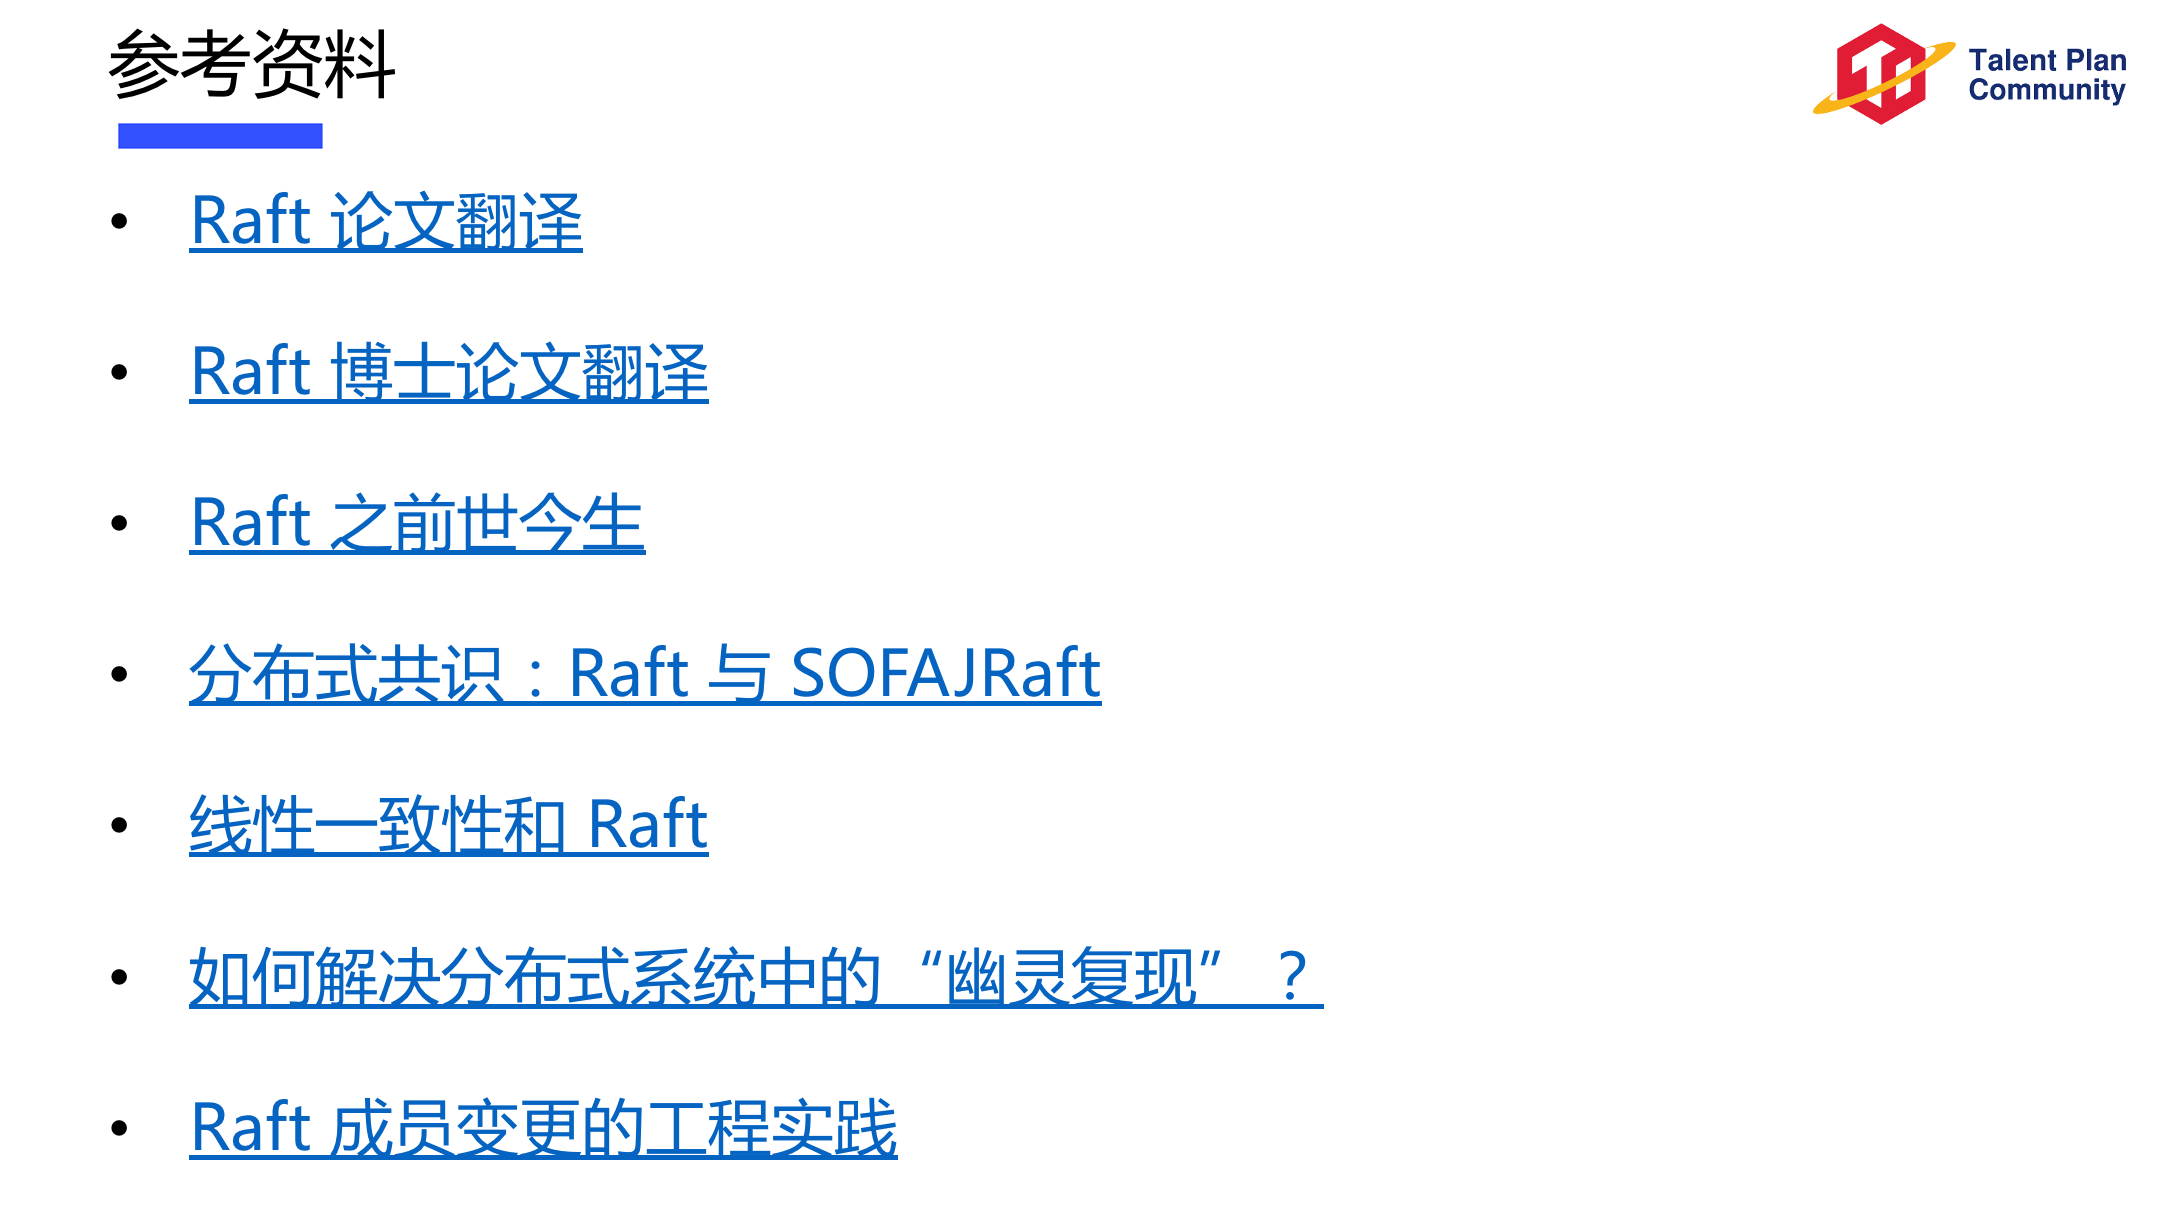 参考资料
Talent Plan
Community
• Raft 论文翻译
• Raft 博士论文翻译
• Raft 之前世今生
• 分布式共识：Raft 与 SOFAJRaft
• 线性一致性和 Raft
• 如何解决分布式系统中的“幽灵复现”？
• Raft 成员变更的工程实践